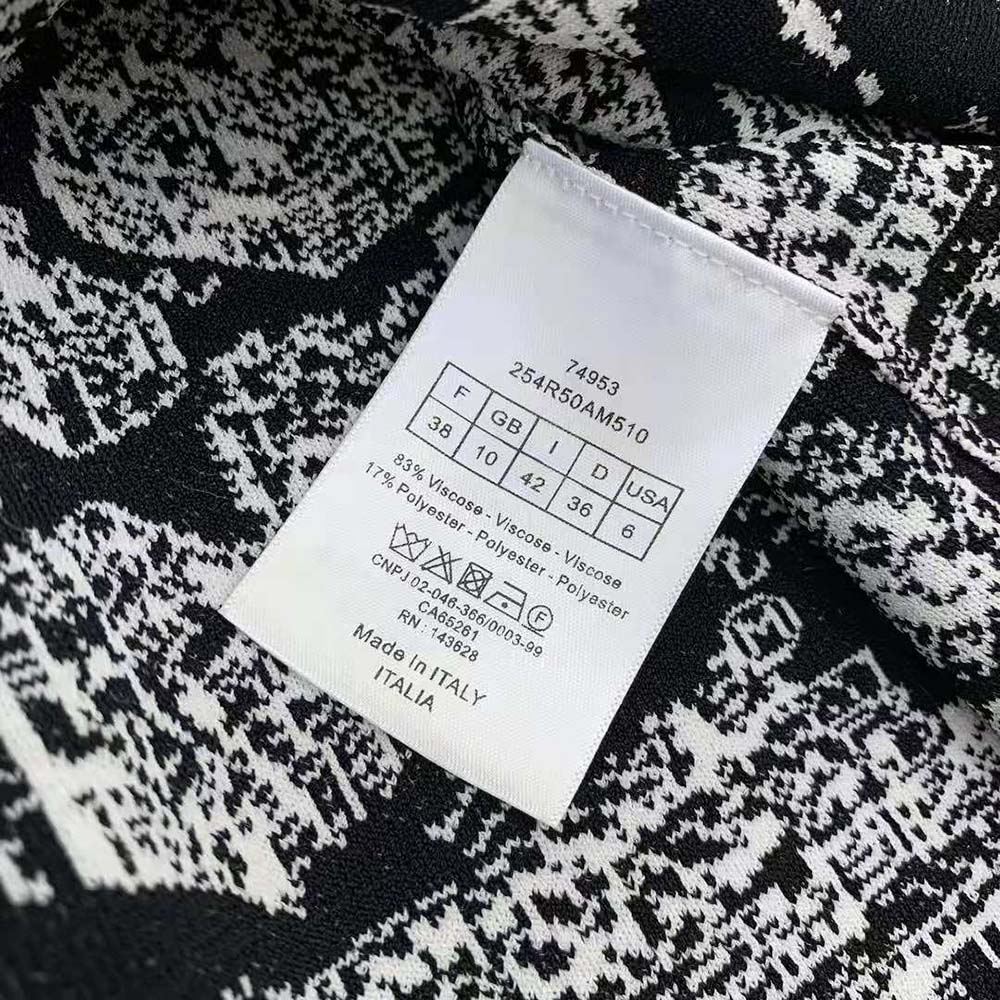 74953
254R50AM510
F GB I D USA
38 10 42 36 6
83% Viscose - Viscose - Viscose
17% Polyester - Polyester - Polyester
F
CNPJ 02-046-366/0003-99
CA65261
RN : 143628
Made In ITALY
ITALIA